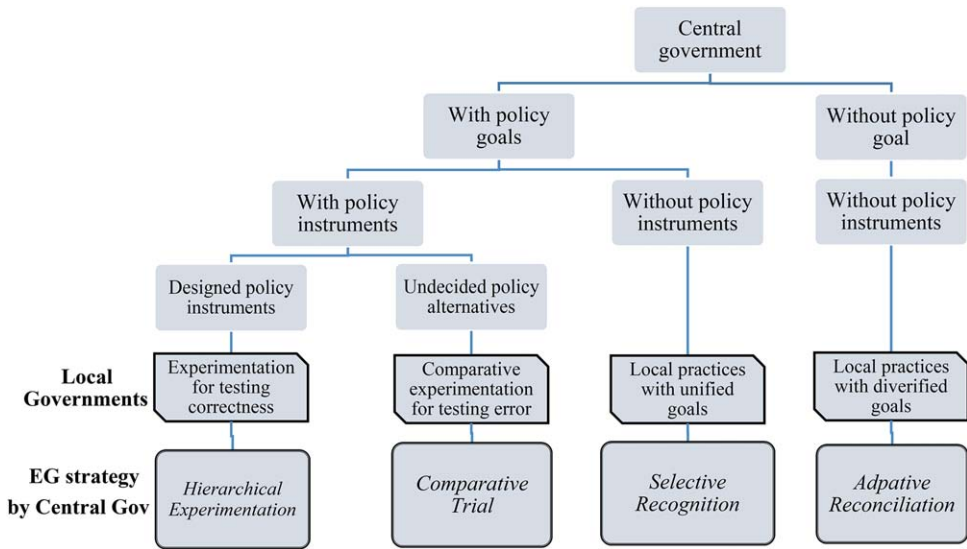 Central
government
With policy
goals
Without policy
goal
With policy
instruments
Without policy
instruments
Without policy
instruments
Designed policy
instruments
Undecided policy
alternatives
Local
Governments
Experimentation
for testing
correctness
Comparative
experimentation
for testing error
Local practices
with unified
goals
Local practices
with diverified
goals
EG strategy
by Central Gov
Hierarchical
Experimentation
Comparative
Trial
Selective
Recognition
Adpative
Reconciliation